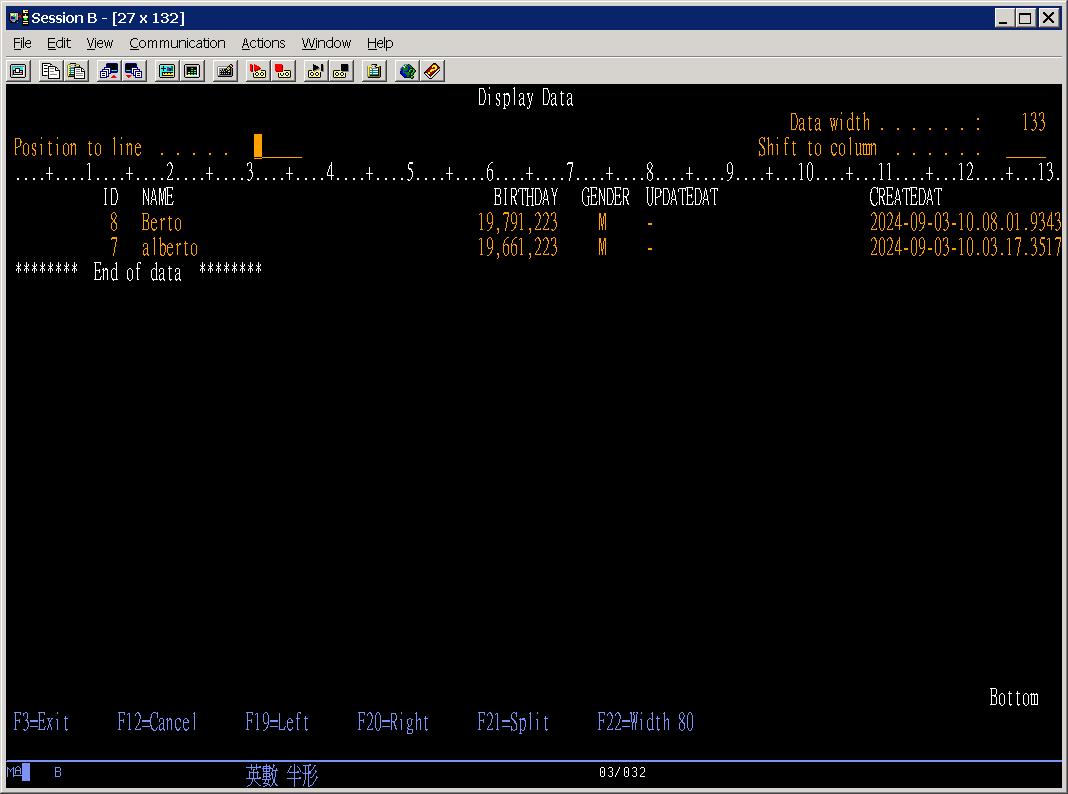 Session B - [27 x 132]
File Edit View Communication Actions Window Help
Display Data
Data width . . . . . . : 133
Position to line . . . . . Shift to column . . . . . .
....+....1....+....2....+....3....+....4....+....5....+....6....+....7....+....8....+....9....+....10....+....11....+....12....+....13.
ID NAME BIRTHDAY GENDER UPDATEDAT CREATEDAT
8 Berto 19,791,223 M - 2024-09-03-10.08.01.9343
7 alberto 19,661,223 M - 2024-09-03-10.03.17.3517
******** End of data ********
Bottom
F3=Exit F12=Cancel F19=Left F20=Right F21=Split F22=Width 80
MA B 英數 半形 03/032